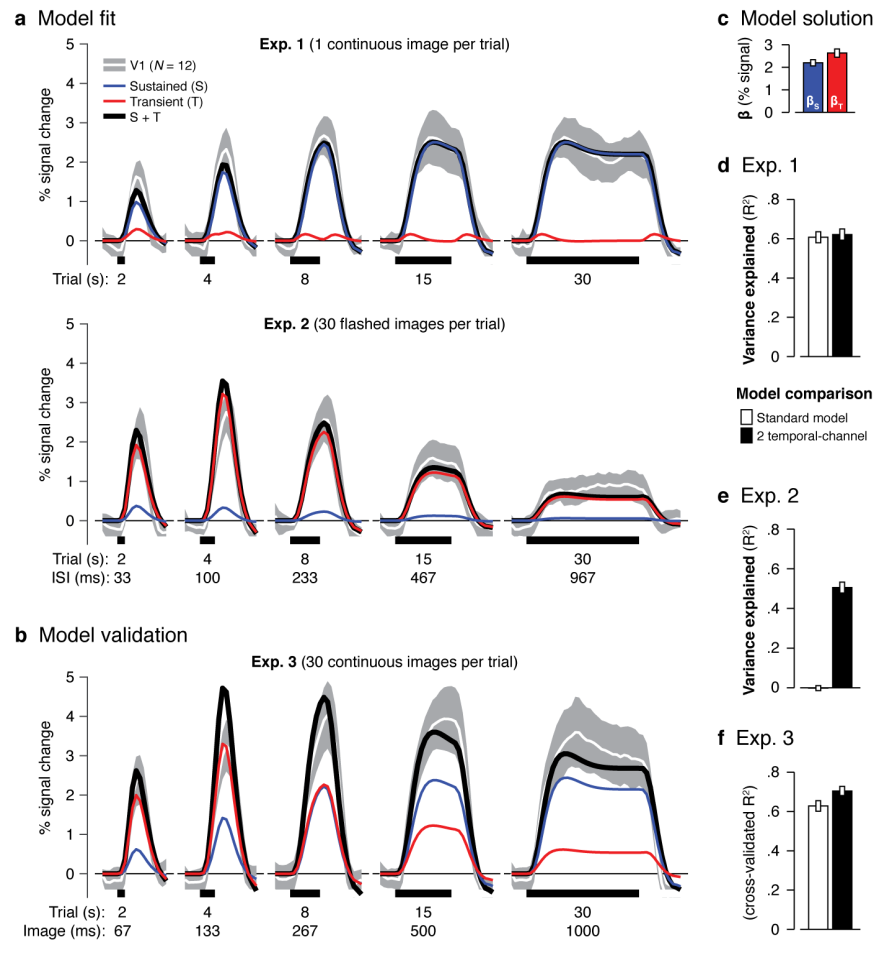 a Model fit
Exp. 1 (1 continuous image per trial)
% signal change
5
4
3
2
1
0
V1 (N = 12)
Sustained (S)
Transient (T)
S + T
Trial (s): 2 4 8 15 30
Exp. 2 (30 flashed images per trial)
% signal change
5
4
3
2
1
0
Trial (s): 2 4 8 15 30
ISI (ms): 33 100 233 467 967
b Model validation
Exp. 3 (30 continuous images per trial)
% signal change
5
4
3
2
1
0
Trial (s): 2 4 8 15 30
Image (ms): 67 133 267 500 1000
c Model solution
β (% signal)
3
2
1
0
βS βT
d Exp. 1
Variance explained (R²)
.8
.6
.4
.2
0
Model comparison
Standard model
2 temporal-channel
e Exp. 2
Variance explained (R²)
.8
.6
.4
.2
0
f Exp. 3
(cross-validated R²)
.8
.6
.4
.2
0